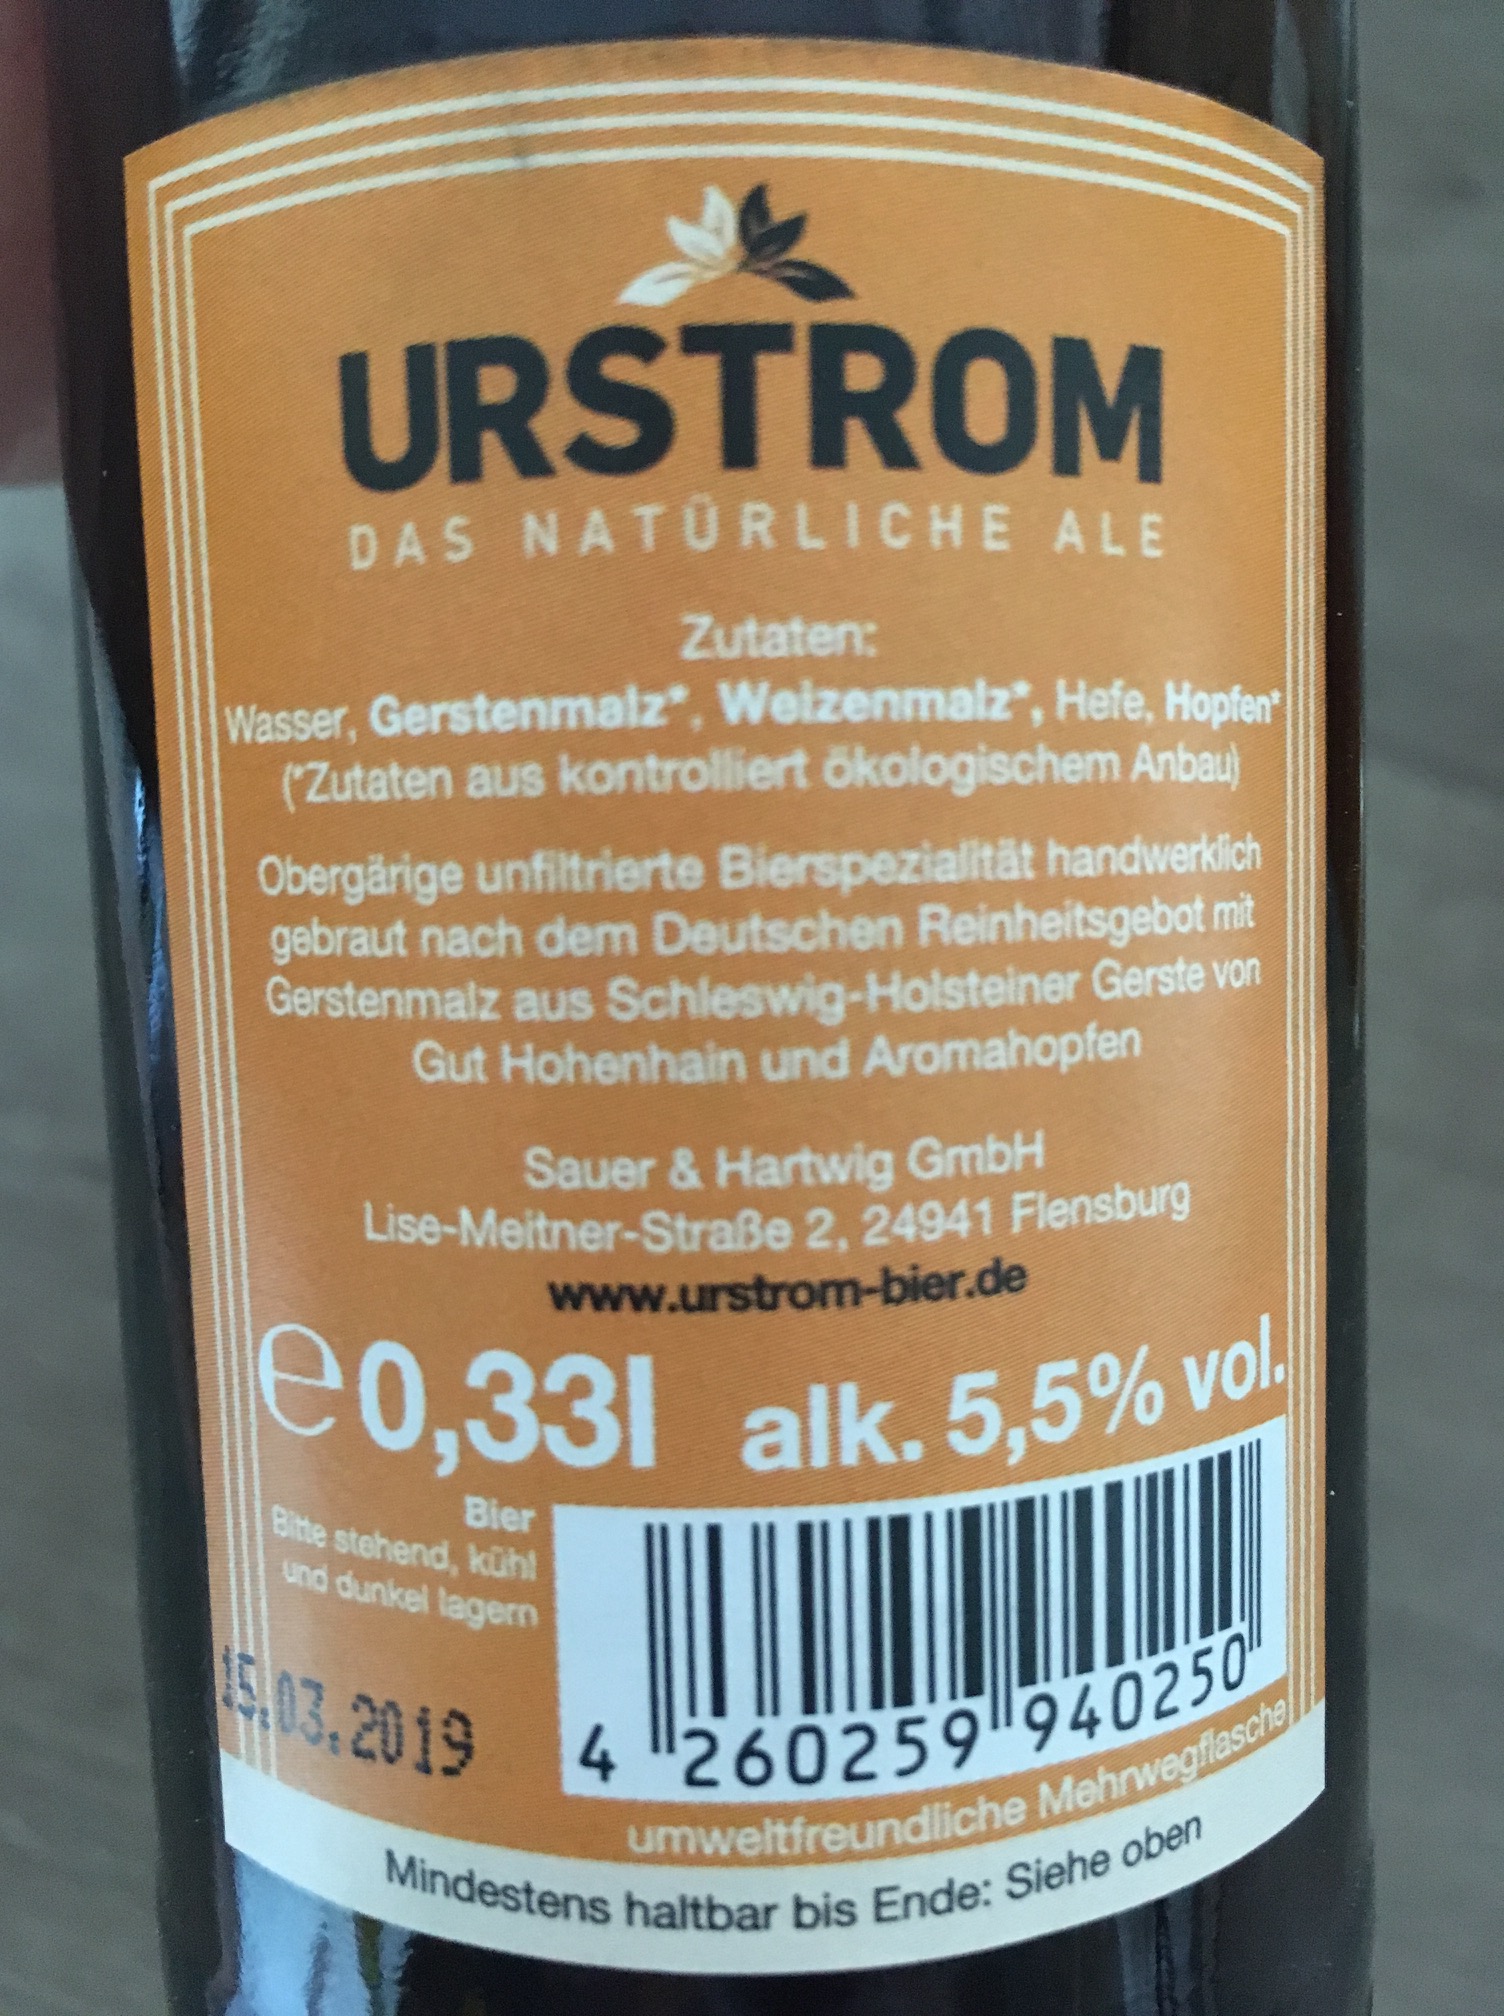 URSTROM
DAS NATÜRLICHE ALE
Zutaten:
Wasser, Gerstenmalz*, Weizenmalz*, Hefe, Hopfen*
(*Zutaten aus kontrolliert ökologischem Anbau)
Obergärige unfiltrierte Bierspezialität handwerklich
gebraut nach dem Deutschen Reinheitsgebot mit
Gerstenmalz aus Schleswig-Holsteiner Gerste von
Gut Hohenhain und Aromahopfen
Sauer & Hartwig GmbH
Lise-Meitner-Straße 2, 24941 Flensburg
www.urstrom-bier.de
℮ 0,33l alk. 5,5% vol.
Bier
Bitte stehend, kühl
und dunkel lagern
15.03.2019
4 260259 940250
umweltfreundliche Mehrwegflasche
Mindestens haltbar bis Ende: Siehe oben